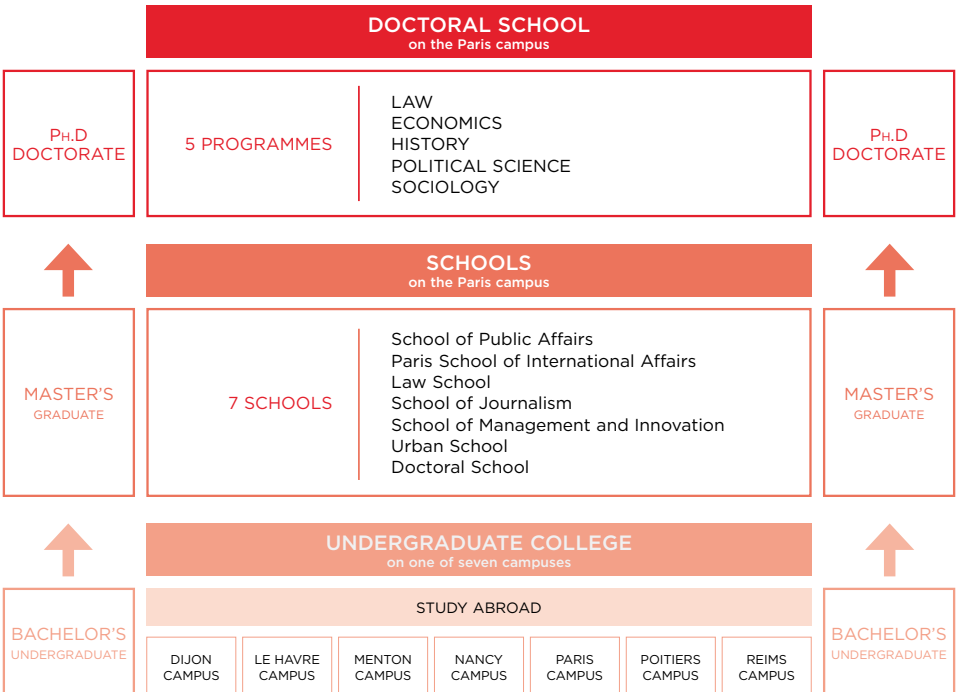 DOCTORAL SCHOOL
on the Paris campus
PH.D
DOCTORATE
5 PROGRAMMES
LAW
ECONOMICS
HISTORY
POLITICAL SCIENCE
SOCIOLOGY
PH.D
DOCTORATE
SCHOOLS
on the Paris campus
MASTER'S
GRADUATE
7 SCHOOLS
School of Public Affairs
Paris School of International Affairs
Law School
School of Journalism
School of Management and Innovation
Urban School
Doctoral School
MASTER'S
GRADUATE
UNDERGRADUATE COLLEGE
on one of seven campuses
STUDY ABROAD
BACHELOR'S
UNDERGRADUATE
DIJON
CAMPUS
LE HAVRE
CAMPUS
MENTON
CAMPUS
NANCY
CAMPUS
PARIS
CAMPUS
POITIERS
CAMPUS
REIMS
CAMPUS
BACHELOR'S
UNDERGRADUATE